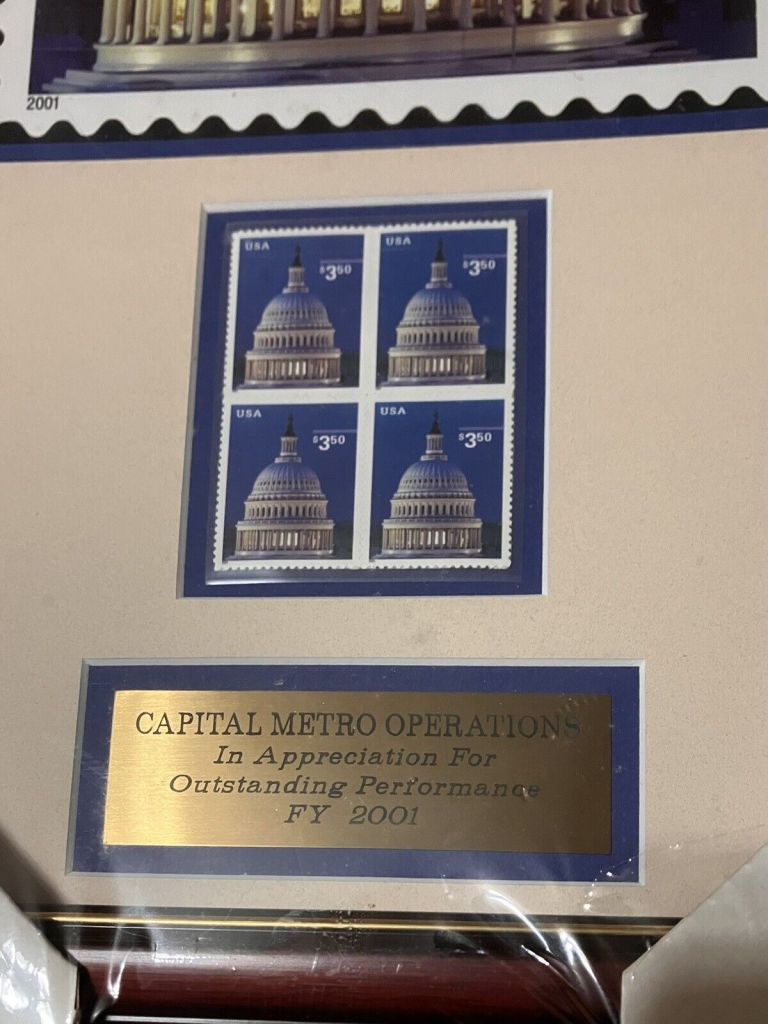 2001
USA
$3.50
USA
$3.50
USA
$3.50
USA
$3.50
CAPITAL METRO OPERATIONS
In Appreciation For
Outstanding Performance
FY 2001